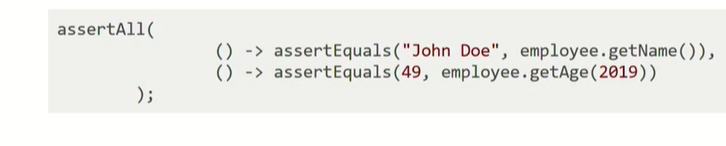 assertAll(
() -> assertEquals("John Doe", employee.getName()),
() -> assertEquals(49, employee.getAge(2019))
);